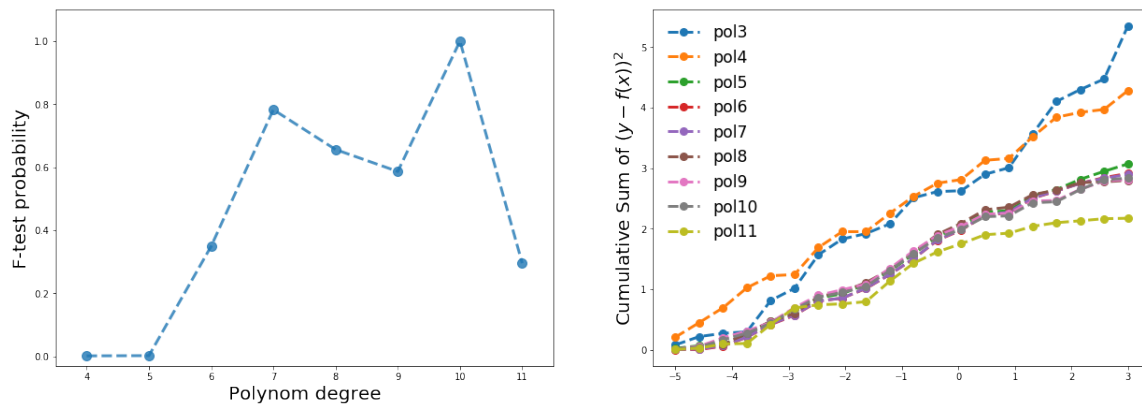 1.0
0.8
0.6
0.4
0.2
0.0
F-test probability
4 5 6 7 8 9 10 11
Polynom degree
pol3
pol4
pol5
pol6
pol7
pol8
pol9
pol10
pol11
5
4
3
2
1
0
Cumulative Sum of (y − f(x))²
−5 −4 −3 −2 −1 0 1 2 3